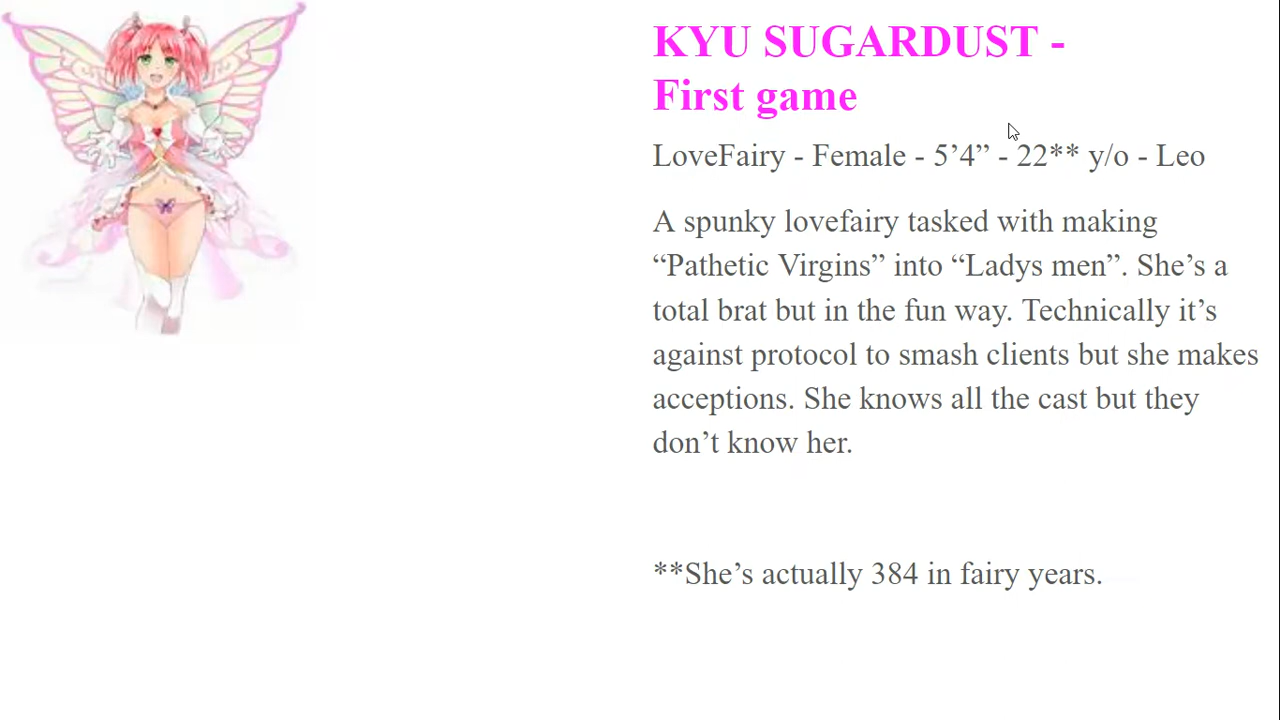 KYU SUGARDUST -
First game
LoveFairy - Female - 5’4” - 22** y/o - Leo
A spunky lovefairy tasked with making
“Pathetic Virgins” into “Ladys men”. She’s a
total brat but in the fun way. Technically it’s
against protocol to smash clients but she makes
acceptions. She knows all the cast but they
don’t know her.
**She’s actually 384 in fairy years.